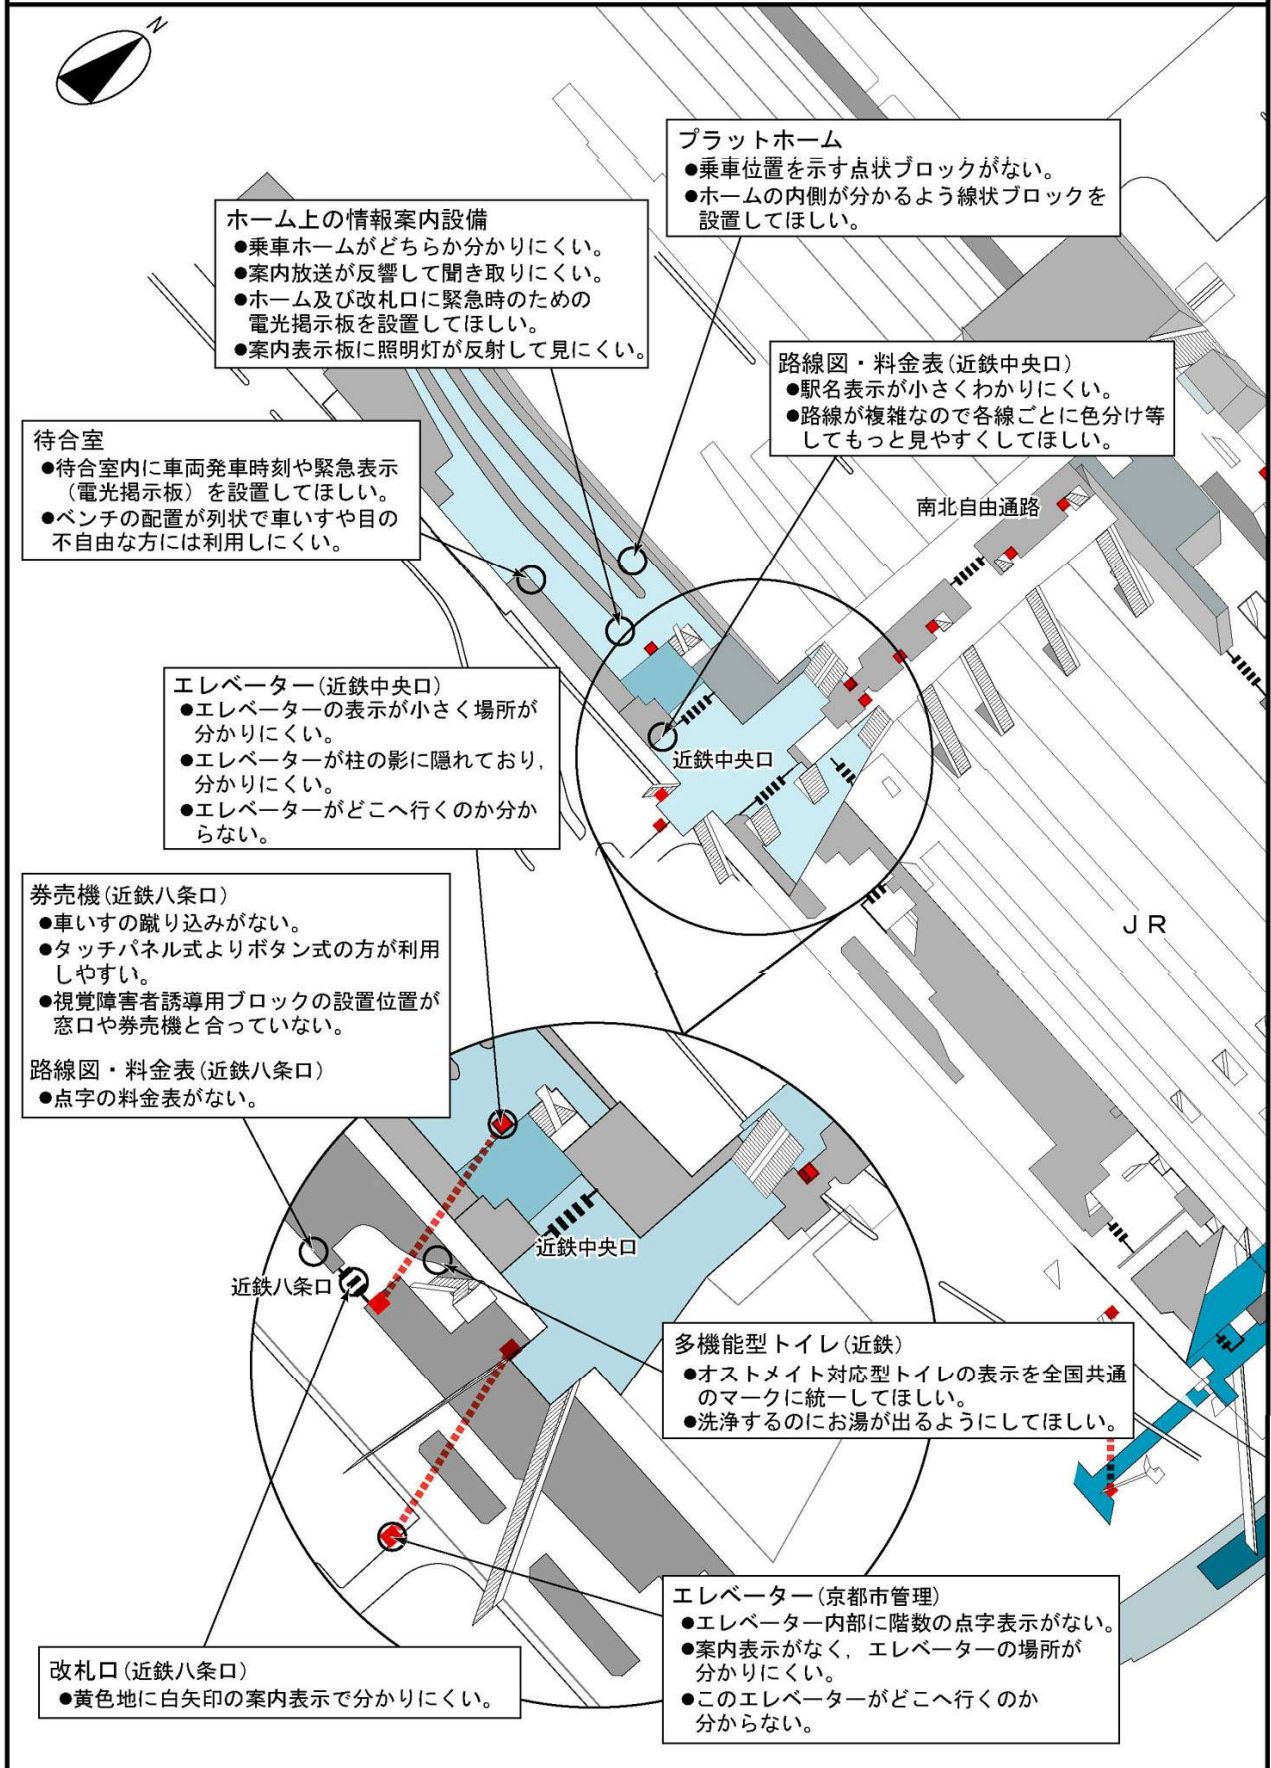 N
プラットホーム
●乗車位置を示す点状ブロックがない。
●ホームの内側が分かるよう線状ブロックを
設置してほしい。
ホーム上の情報案内設備
●乗車ホームがどちらか分かりにくい。
●案内放送が反響して聞き取りにくい。
●ホーム及び改札口に緊急時のための
電光掲示板を設置してほしい。
●案内表示板に照明灯が反射して見にくい。
路線図・料金表(近鉄中央口)
●駅名表示が小さくわかりにくい。
●路線が複雑なので各線ごとに色分け等
してもっと見やすくしてほしい。
待合室
●待合室内に車両発車時刻や緊急表示
（電光掲示板）を設置してほしい。
●ベンチの配置が列状で車いすや目の
不自由な方には利用しにくい。
南北自由通路
エレベーター(近鉄中央口)
●エレベーターの表示が小さく場所が
分かりにくい。
●エレベーターが柱の影に隠れており，
分かりにくい。
●エレベーターがどこへ行くのか分か
らない。
近鉄中央口
券売機(近鉄八条口)
●車いすの蹴り込みがない。
●タッチパネル式よりボタン式の方が利用
しやすい。
●視覚障害者誘導用ブロックの設置位置が
窓口や券売機と合っていない。
路線図・料金表(近鉄八条口)
●点字の料金表がない。
ＪＲ
近鉄中央口
近鉄八条口
多機能型トイレ(近鉄)
●オストメイト対応型トイレの表示を全国共通
のマークに統一してほしい。
●洗浄するのにお湯が出るようにしてほしい。
エレベーター(京都市管理)
●エレベーター内部に階数の点字表示がない。
●案内表示がなく，エレベーターの場所が
分かりにくい。
●このエレベーターがどこへ行くのか
分からない。
改札口(近鉄八条口)
●黄色地に白矢印の案内表示で分かりにくい。